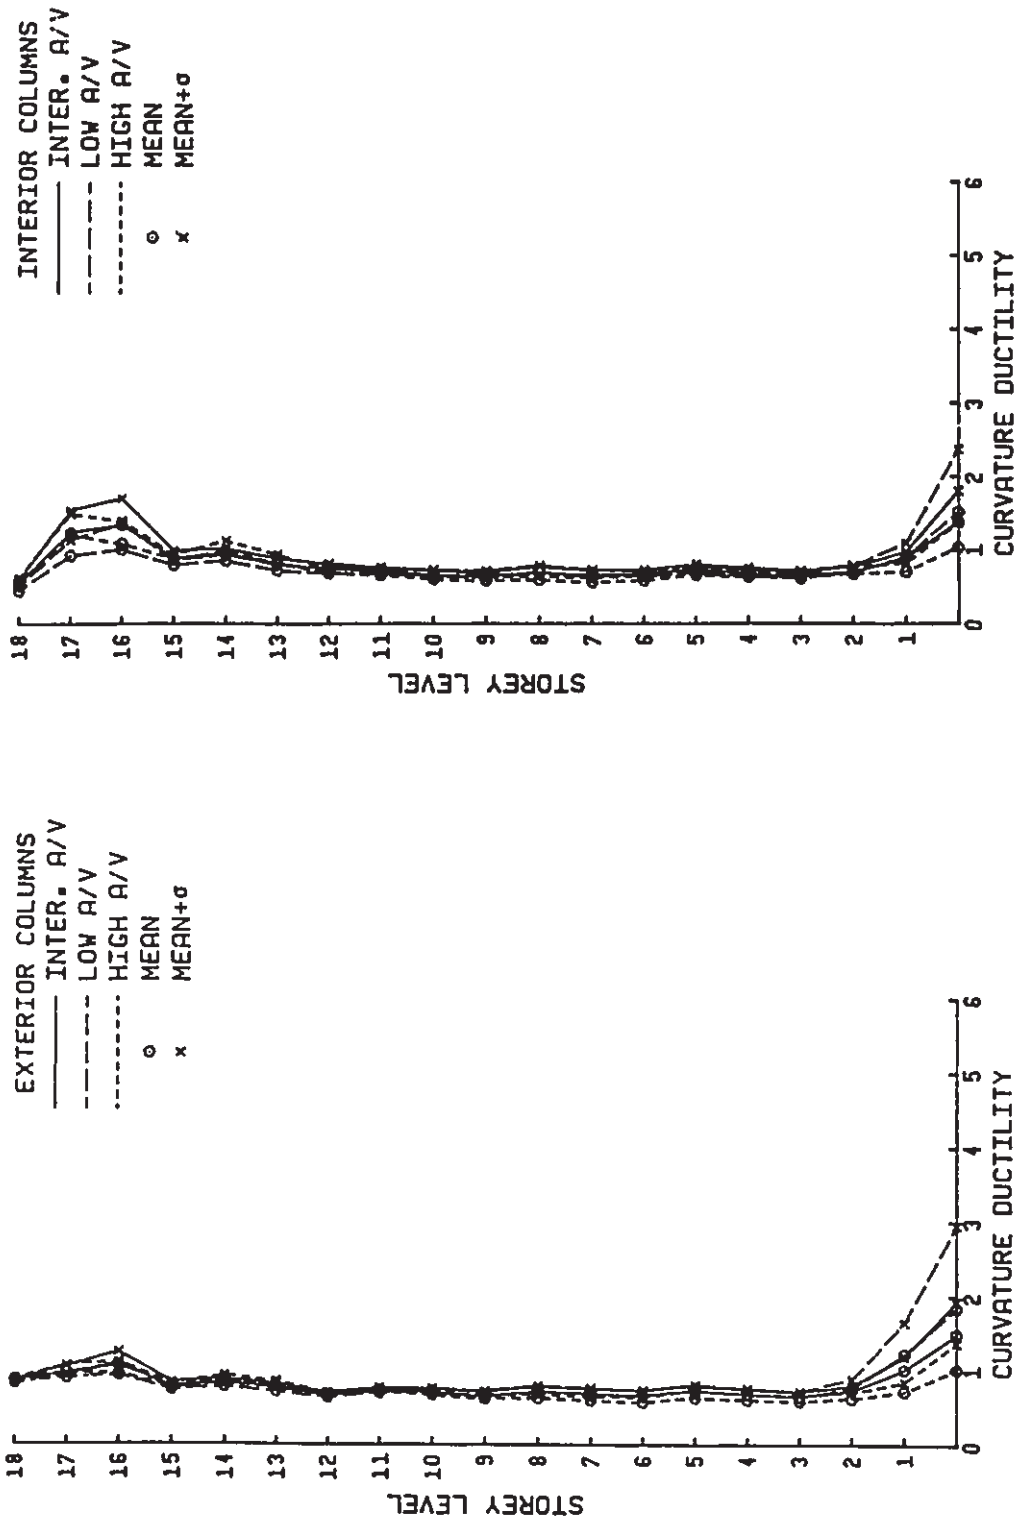 EXTERIOR COLUMNS
INTER. A/V
LOW A/V
HIGH A/V
MEAN
MEAN+σ
18
17
16
15
14
13
12
11
10
9
8
7
6
5
4
3
2
1
STOREY LEVEL
0 1 2 3 4 5 6
CURVATURE DUCTILITY
INTERIOR COLUMNS
INTER. A/V
LOW A/V
HIGH A/V
MEAN
MEAN+σ
18
17
16
15
14
13
12
11
10
9
8
7
6
5
4
3
2
1
STOREY LEVEL
0 1 2 3 4 5 6
CURVATURE DUCTILITY